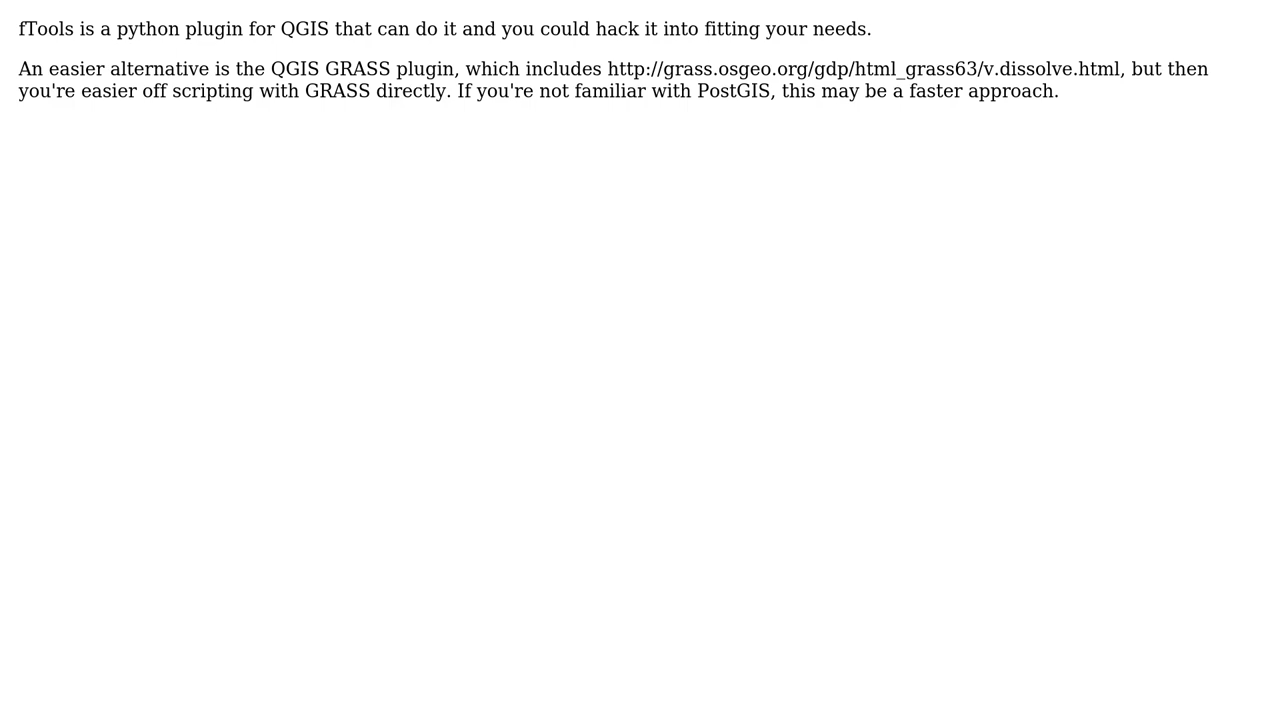 fTools is a python plugin for QGIS that can do it and you could hack it into fitting your needs.
An easier alternative is the QGIS GRASS plugin, which includes http://grass.osgeo.org/gdp/html_grass63/v.dissolve.html, but then
you're easier off scripting with GRASS directly. If you're not familiar with PostGIS, this may be a faster approach.